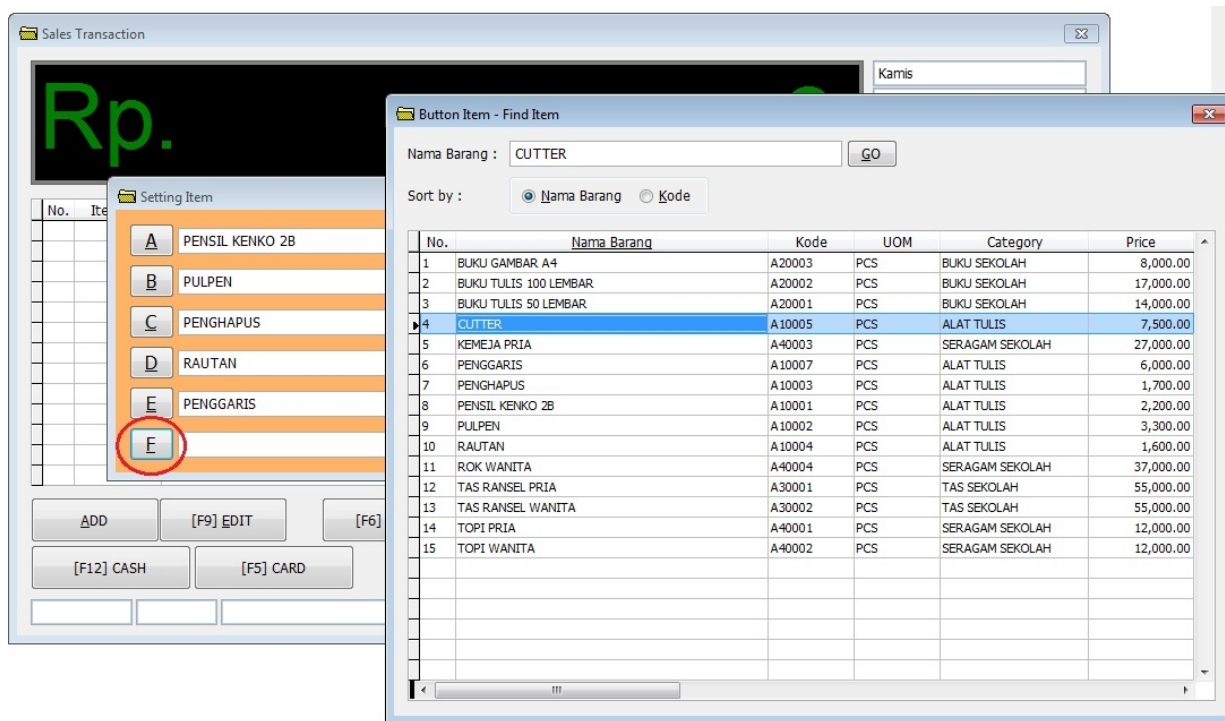 Sales Transaction
Kamis
Rp.
Button Item - Find Item
Nama Barang : CUTTER GO
Sort by : Nama Barang Kode
Setting Item
No. Ite
A PENSIL KENKO 2B
B PULPEN
C PENGHAPUS
D RAUTAN
E PENGGARIS
F
No. Nama Barang Kode UOM Category Price
1 BUKU GAMBAR A4 A20003 PCS BUKU SEKOLAH 8,000.00
2 BUKU TULIS 100 LEMBAR A20002 PCS BUKU SEKOLAH 17,000.00
3 BUKU TULIS 50 LEMBAR A20001 PCS BUKU SEKOLAH 14,000.00
4 CUTTER A10005 PCS ALAT TULIS 7,500.00
5 KEMEJA PRIA A40003 PCS SERAGAM SEKOLAH 27,000.00
6 PENGGARIS A10007 PCS ALAT TULIS 6,000.00
7 PENGHAPUS A10003 PCS ALAT TULIS 1,700.00
8 PENSIL KENKO 2B A10001 PCS ALAT TULIS 2,200.00
9 PULPEN A10002 PCS ALAT TULIS 3,300.00
10 RAUTAN A10004 PCS ALAT TULIS 1,600.00
11 ROK WANITA A40004 PCS SERAGAM SEKOLAH 37,000.00
12 TAS RANSEL PRIA A30001 PCS TAS SEKOLAH 55,000.00
13 TAS RANSEL WANITA A30002 PCS TAS SEKOLAH 55,000.00
14 TOPI PRIA A40001 PCS SERAGAM SEKOLAH 12,000.00
15 TOPI WANITA A40002 PCS SERAGAM SEKOLAH 12,000.00
ADD [F9] EDIT [F6]
[F12] CASH [F5] CARD